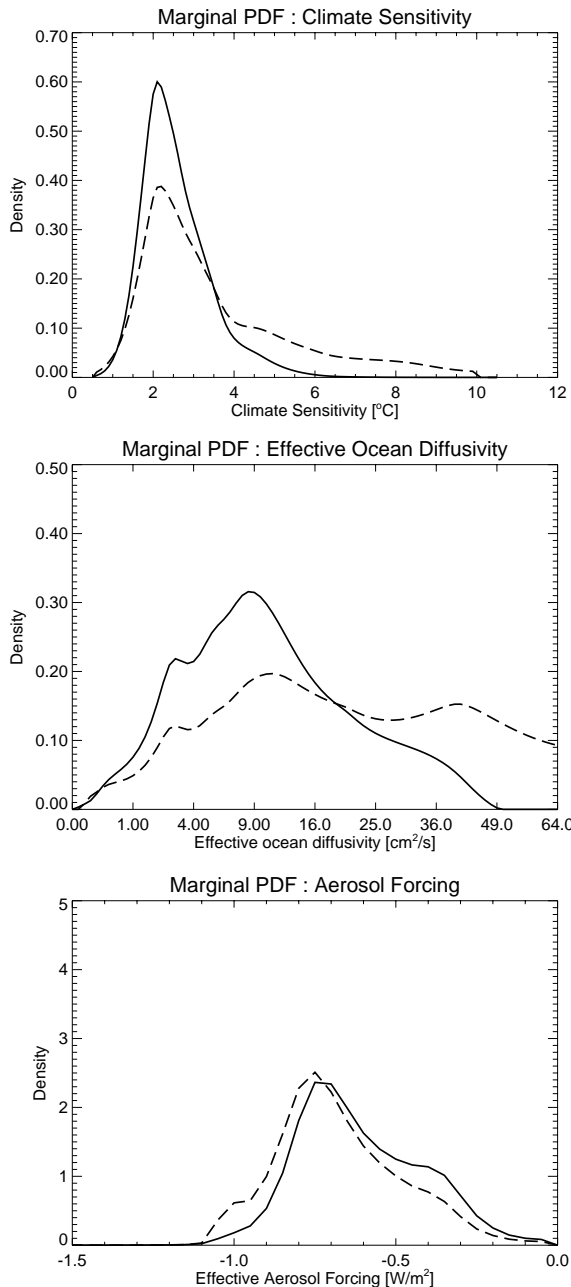 Marginal PDF : Climate Sensitivity
0.70
0.60
0.50
0.40
0.30
0.20
0.10
0.00
Density
0 2 4 6 8 10 12
Climate Sensitivity [°C]
Marginal PDF : Effective Ocean Diffusivity
0.50
0.40
0.30
0.20
0.10
0.00
Density
0.00 1.00 4.00 9.00 16.0 25.0 36.0 49.0 64.0
Effective ocean diffusivity [cm²/s]
Marginal PDF : Aerosol Forcing
5
4
3
2
1
0
Density
-1.5 -1.0 -0.5 0.0
Effective Aerosol Forcing [W/m²]